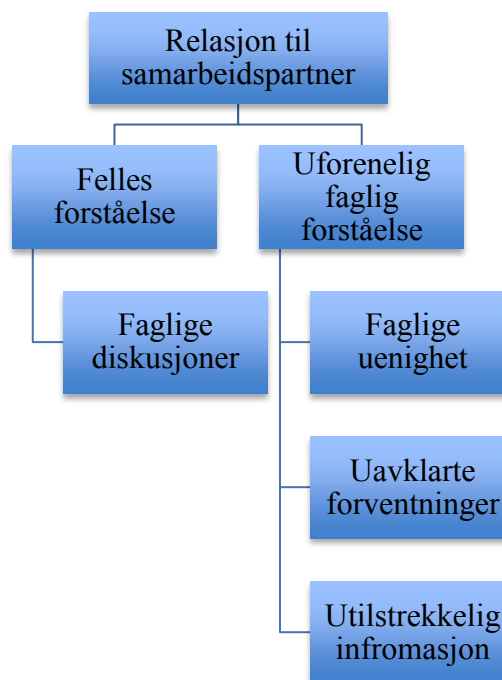 Relasjon til
samarbeidspartner
Felles
forståelse
Uforenelig
faglig
forståelse
Faglige
diskusjoner
Faglige
uenighet
Uavklarte
forventninger
Utilstrekkelig
infromasjon